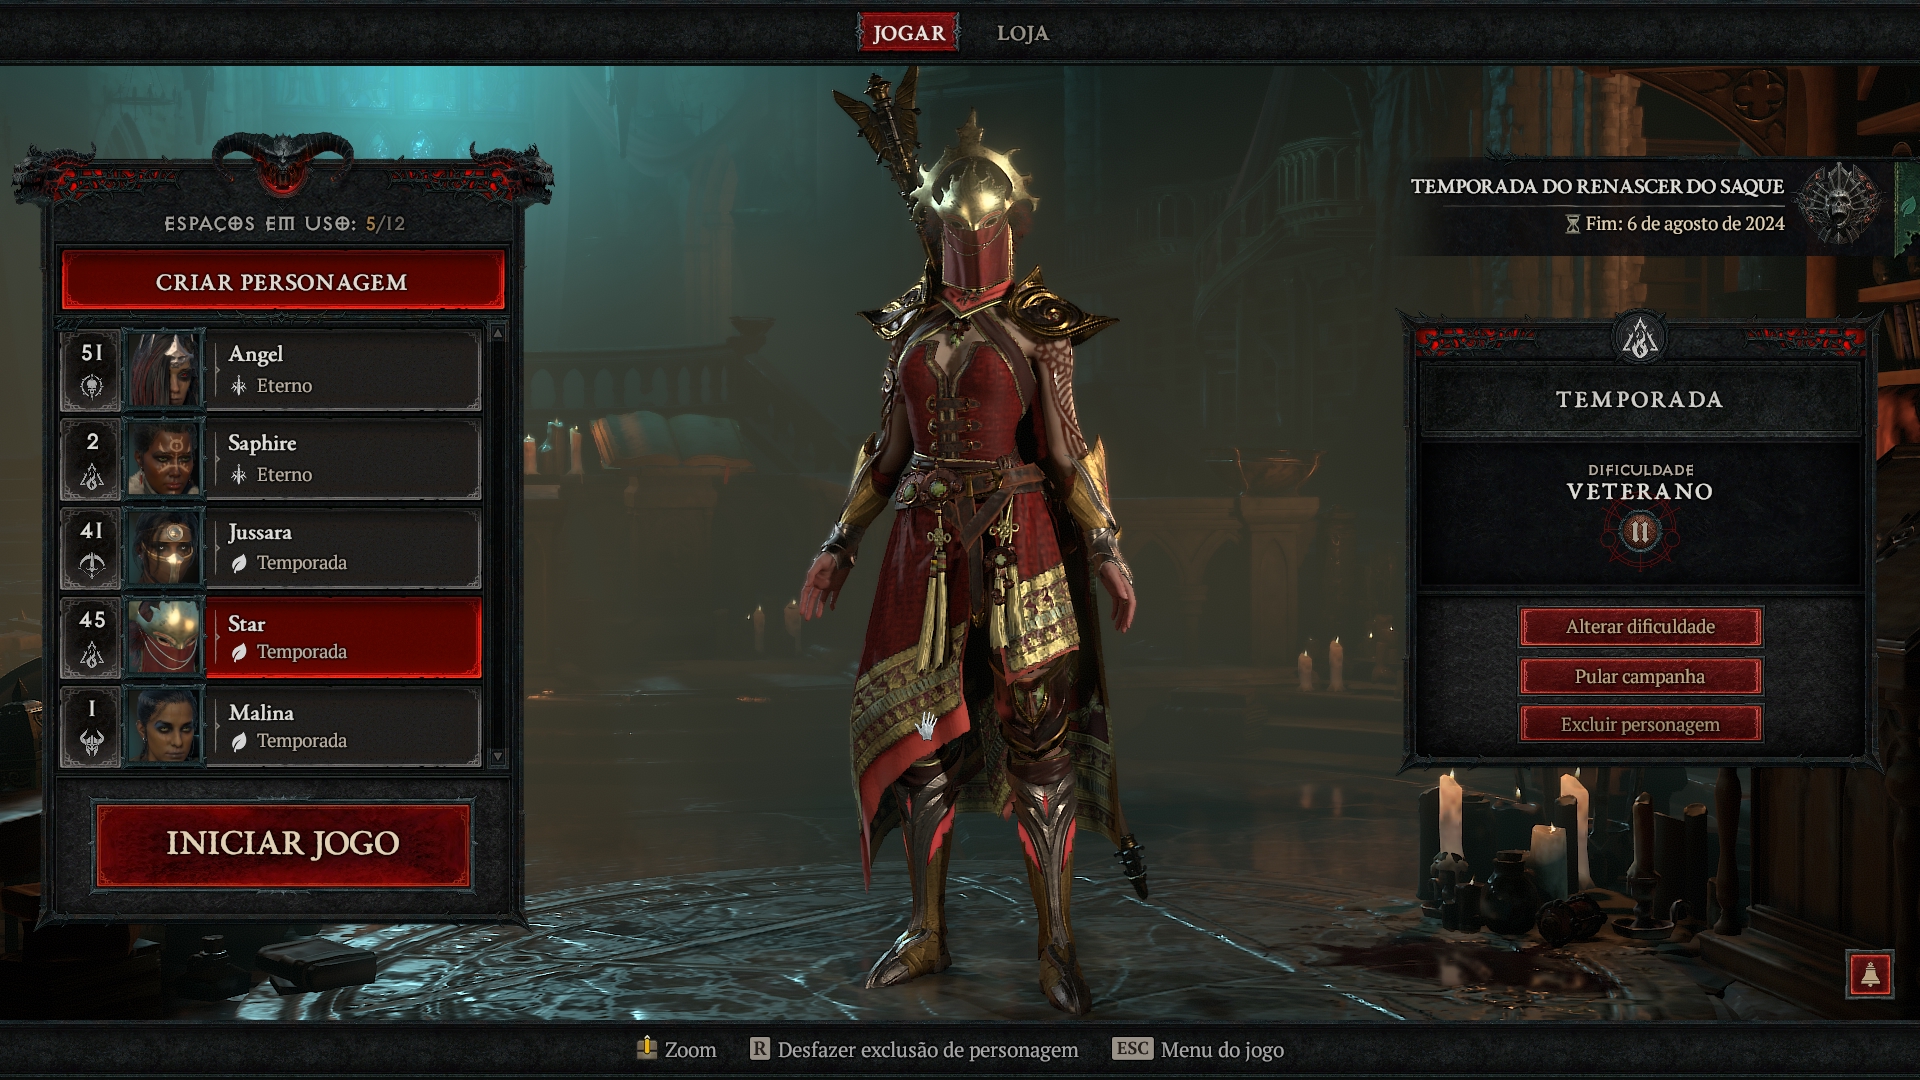 JOGAR
LOJA
ESPAÇOS EM USO: 5/12
CRIAR PERSONAGEM
51
Angel
Eterno
2
Saphire
Eterno
41
Jussara
Temporada
45
Star
Temporada
1
Malina
Temporada
INICIAR JOGO
TEMPORADA DO RENASCER DO SAQUE
Fim: 6 de agosto de 2024
TEMPORADA
DIFICULDADE
VETERANO
II
Alterar dificuldade
Pular campanha
Excluir personagem
Zoom
R Desfazer exclusão de personagem
ESC Menu do jogo